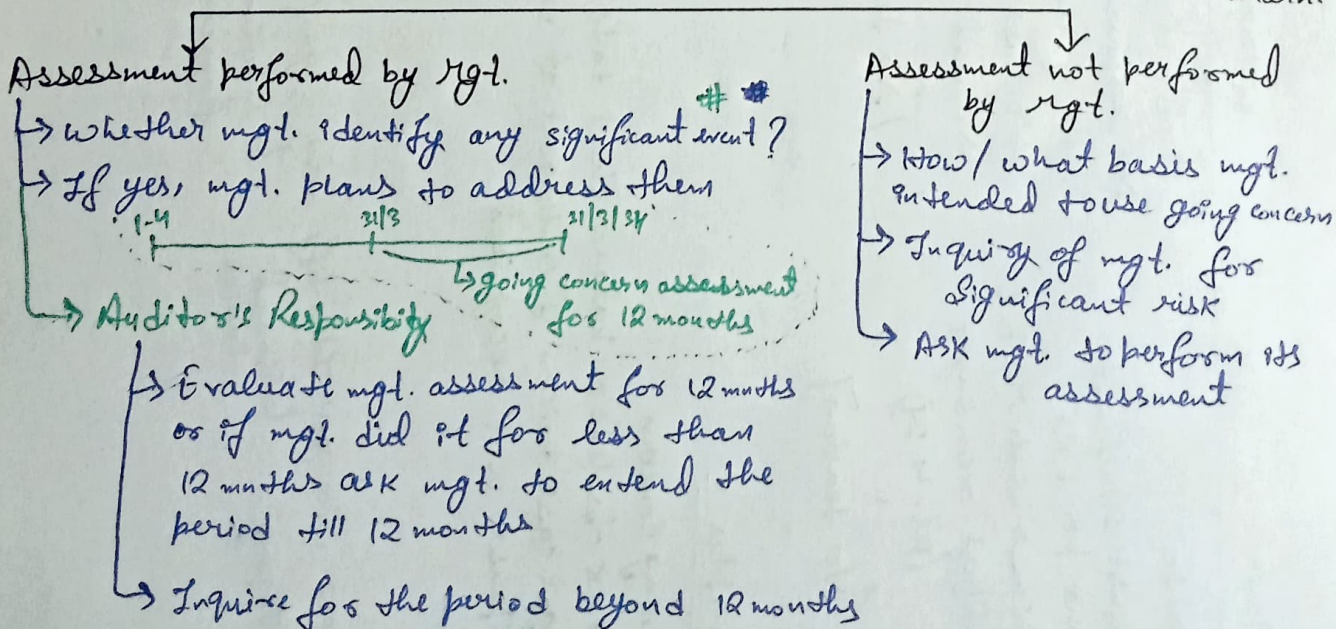 Assessment performed by mgt.
→ Whether mgt. identify any significant event? # #
→ If yes, mgt. plans to address them
1-4 31/3 31/3/34
↳ going concern assessment
for 12 months
→ Auditor's Responsibity
→ Evaluate mgt. assessment for 12 mnths
or if mgt. did it for less than
12 mnths ask mgt. to entend the
period till 12 months
→ Inquire for the period beyond 12 months
Assessment not performed
by mgt.
→ How/what basis mgt.
intended to use going concern
→ Inquiry of mgt. for
Significant risk
→ ASK mgt. to perform its
assessment